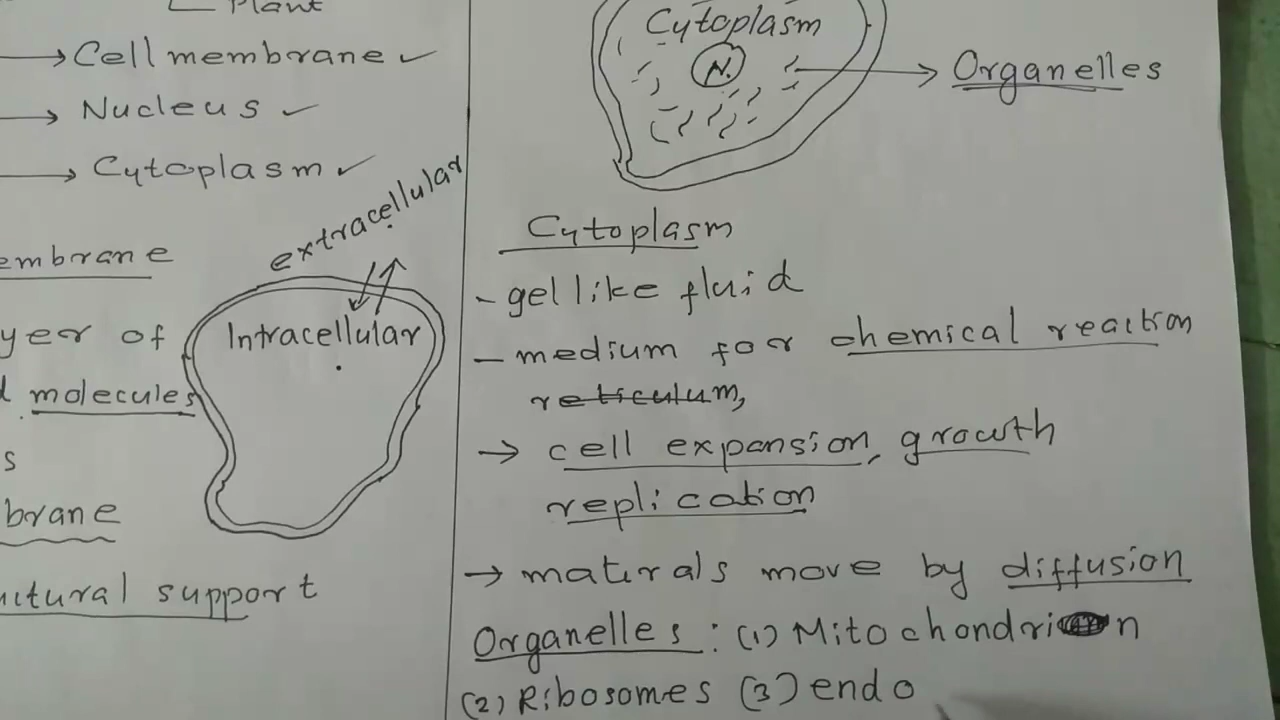 Plant
Cell membrane
Nucleus
Cytoplasm
embrane
yer of
d molecules
s
brane
uctural support
extracellular
Intracellular
Cytoplasm
N.
Organelles
Cytoplasm
- gel like fluid
- medium for chemical reaction
reticulum,
→ cell expansion, growth
replication
→ matirals move by diffusion
Organelles : (1) Mitochondrion
(2) Ribosomes (3) endo